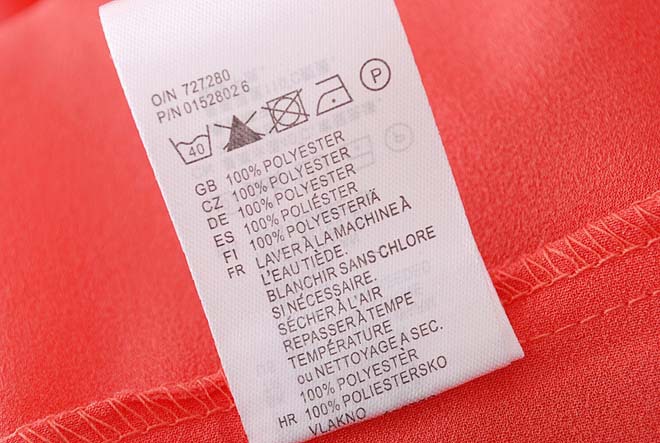 O/N 727280
P/N 0152802 6
40 P
GB 100% POLYESTER
CZ 100% POLYESTER
DE 100% POLYESTER
ES 100% POLIÉSTER
FI 100% POLYESTERIÄ
FR LAVER À LA MACHINE À
L'EAU TIÈDE.
BLANCHIR SANS CHLORE
SI NÉCESSAIRE.
SÉCHER À L'AIR
REPASSER À TEMPE
TEMPÉRATURE
OU NETTOYAGE A SEC.
100% POLYESTÈR
HR 100% POLIESTERSKO
VLAKNO